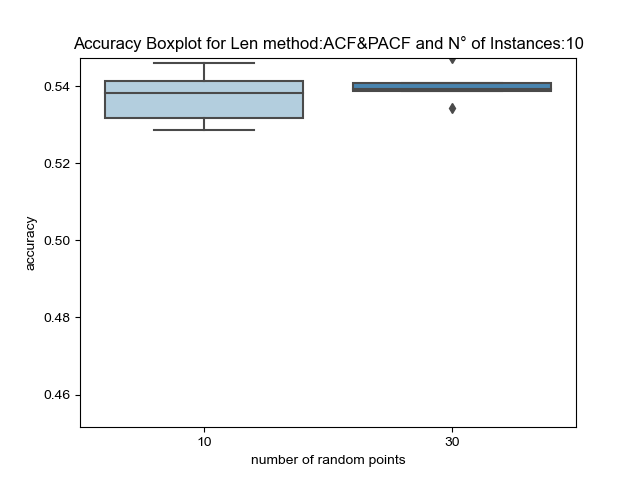 Accuracy Boxplot for Len method:ACF&PACF and N° of Instances:10
0.54
0.52
0.50
0.48
0.46
accuracy
10 30
number of random points